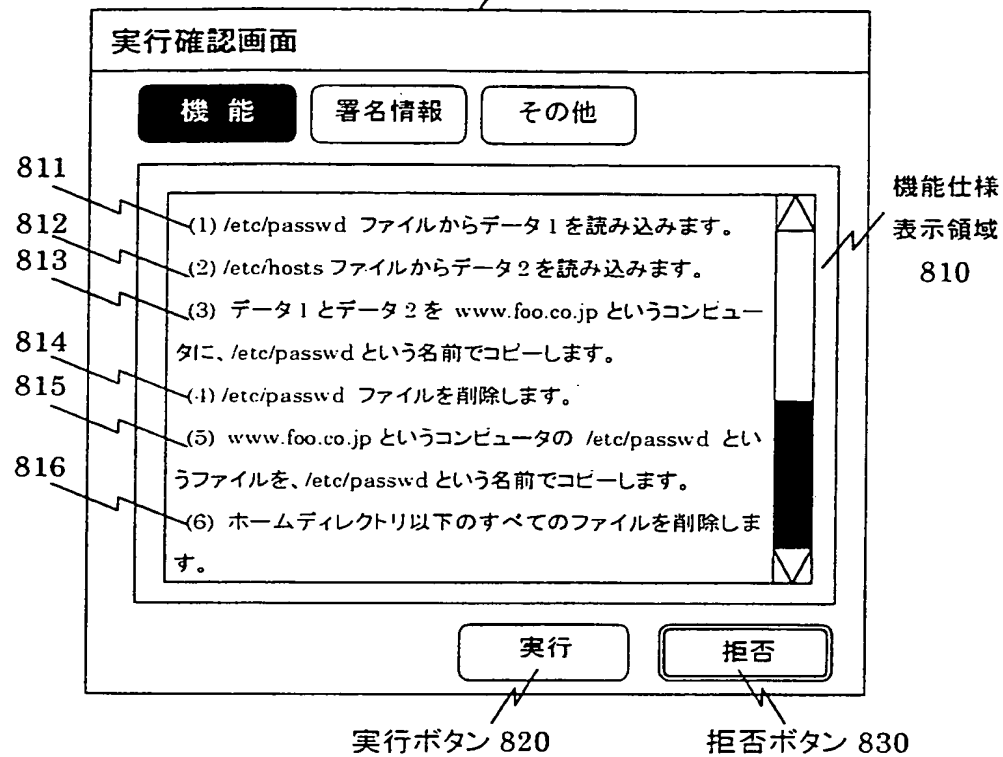 実行確認画面
機 能 署名情報 その他
811
812
813
814
815
816
(1) /etc/passwd ファイルからデータ1を読み込みます。
(2) /etc/hosts ファイルからデータ2を読み込みます。
(3) データ1とデータ2を www.foo.co.jp というコンピュー
タに、/etc/passwd という名前でコピーします。
(4) /etc/passwd ファイルを削除します。
(5) www.foo.co.jp というコンピュータの /etc/passwd とい
うファイルを、/etc/passwd という名前でコピーします。
(6) ホームディレクトリ以下のすべてのファイルを削除しま
す。
機能仕様
表示領域
810
実行 拒否
実行ボタン 820 拒否ボタン 830